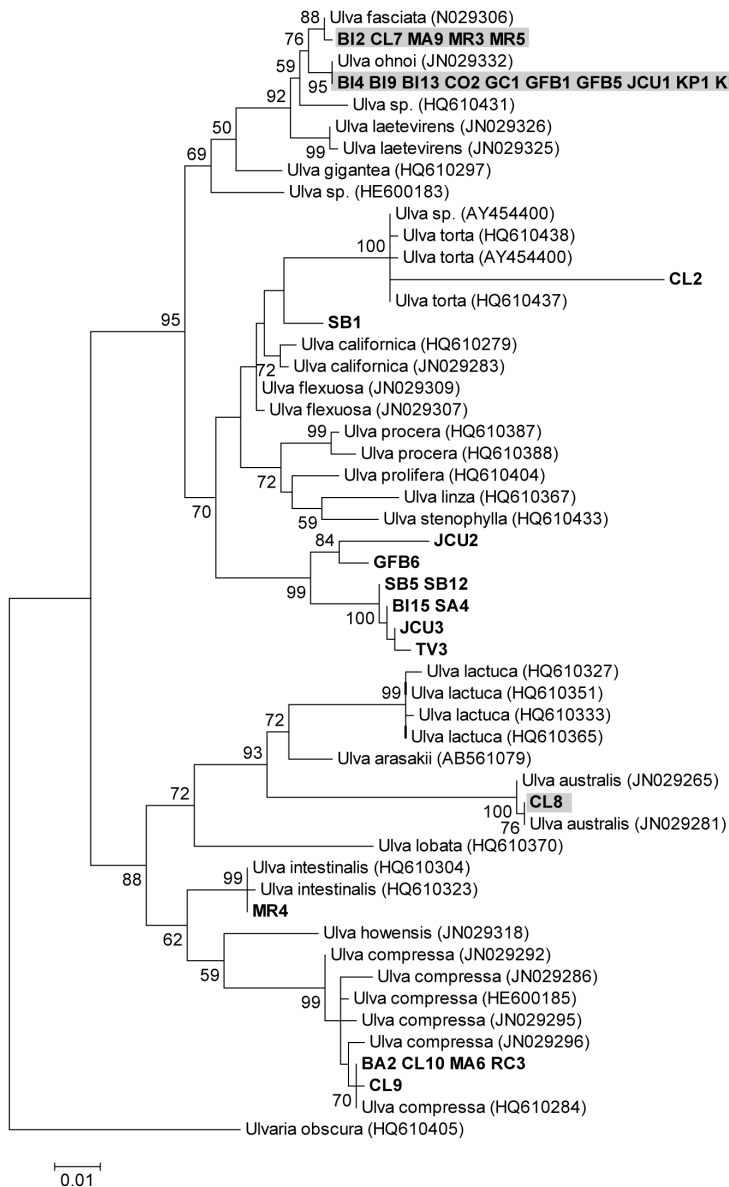 88
Ulva fasciata (N029306)
76
BI2 CL7 MA9 MR3 MR5
59
Ulva ohnoi (JN029332)
95
BI4 BI9 BI13 CO2 GC1 GFB1 GFB5 JCU1 KP1 K
92
Ulva sp. (HQ610431)
Ulva laetevirens (JN029326)
50
99
Ulva laetevirens (JN029325)
69
Ulva gigantea (HQ610297)
Ulva sp. (HE600183)
Ulva sp. (AY454400)
Ulva torta (HQ610438)
100
Ulva torta (AY454400)
CL2
Ulva torta (HQ610437)
95
SB1
Ulva californica (HQ610279)
72
Ulva californica (JN029283)
Ulva flexuosa (JN029309)
Ulva flexuosa (JN029307)
99
Ulva procera (HQ610387)
Ulva procera (HQ610388)
72
Ulva prolifera (HQ610404)
Ulva linza (HQ610367)
70
59
Ulva stenophylla (HQ610433)
84
JCU2
GFB6
99
SB5 SB12
BI15 SA4
100
JCU3
TV3
Ulva lactuca (HQ610327)
99
Ulva lactuca (HQ610351)
Ulva lactuca (HQ610333)
72
Ulva lactuca (HQ610365)
93
Ulva arasakii (AB561079)
Ulva australis (JN029265)
72
CL8
100
76
Ulva australis (JN029281)
Ulva lobata (HQ610370)
88
Ulva intestinalis (HQ610304)
99
Ulva intestinalis (HQ610323)
MR4
62
Ulva howensis (JN029318)
59
Ulva compressa (JN029292)
Ulva compressa (JN029286)
99
Ulva compressa (HE600185)
Ulva compressa (JN029295)
Ulva compressa (JN029296)
BA2 CL10 MA6 RC3
CL9
70
Ulva compressa (HQ610284)
Ulvaria obscura (HQ610405)
0.01